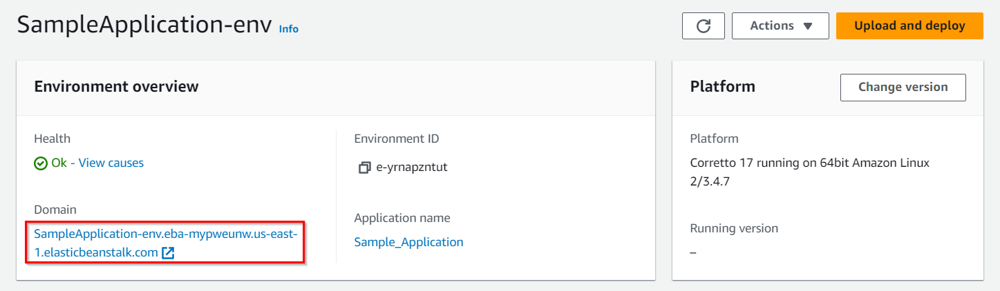 SampleApplication-env Info
Actions
Upload and deploy
Environment overview
Health
Ok - View causes
Domain
SampleApplication-env.eba-mypweunw.us-east-
1.elasticbeanstalk.com
Environment ID
e-yrnapzntut
Application name
Sample_Application
Platform
Change version
Platform
Corretto 17 running on 64bit Amazon Linux
2/3.4.7
Running version
–